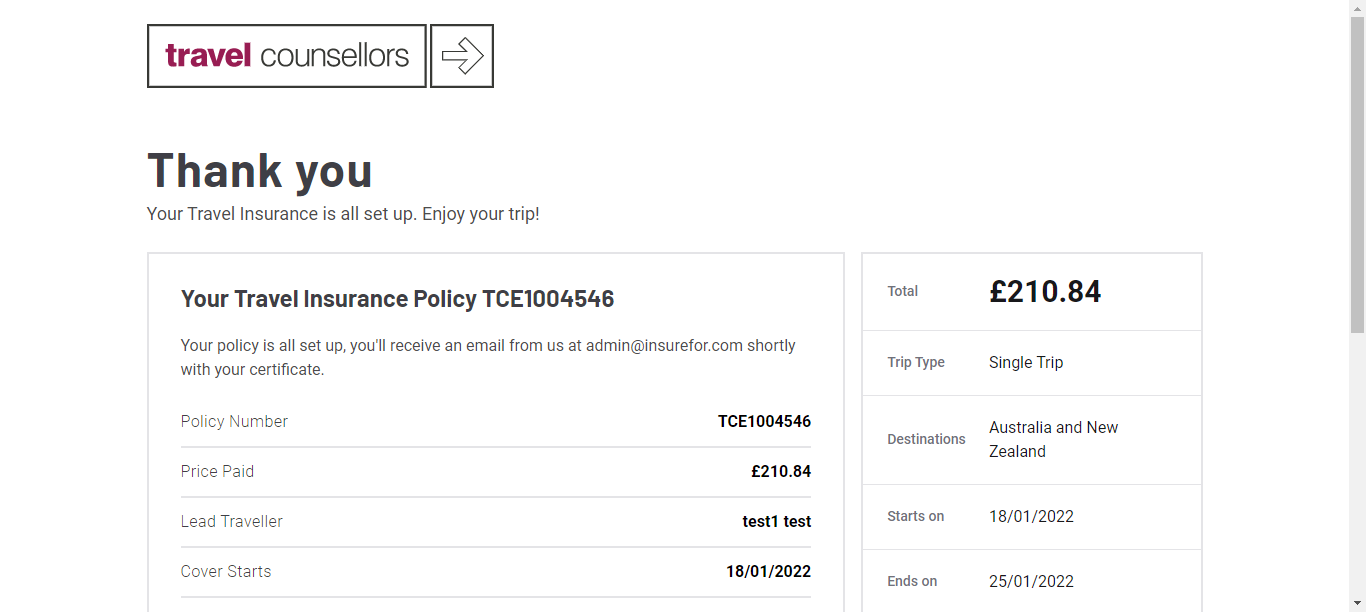 travel counsellors
Thank you
Your Travel Insurance is all set up. Enjoy your trip!
Your Travel Insurance Policy TCE1004546
Your policy is all set up, you'll receive an email from us at admin@insurefor.com shortly
with your certificate.
Policy Number TCE1004546
Price Paid £210.84
Lead Traveller test1 test
Cover Starts 18/01/2022
Total £210.84
Trip Type Single Trip
Destinations Australia and New
Zealand
Starts on 18/01/2022
Ends on 25/01/2022